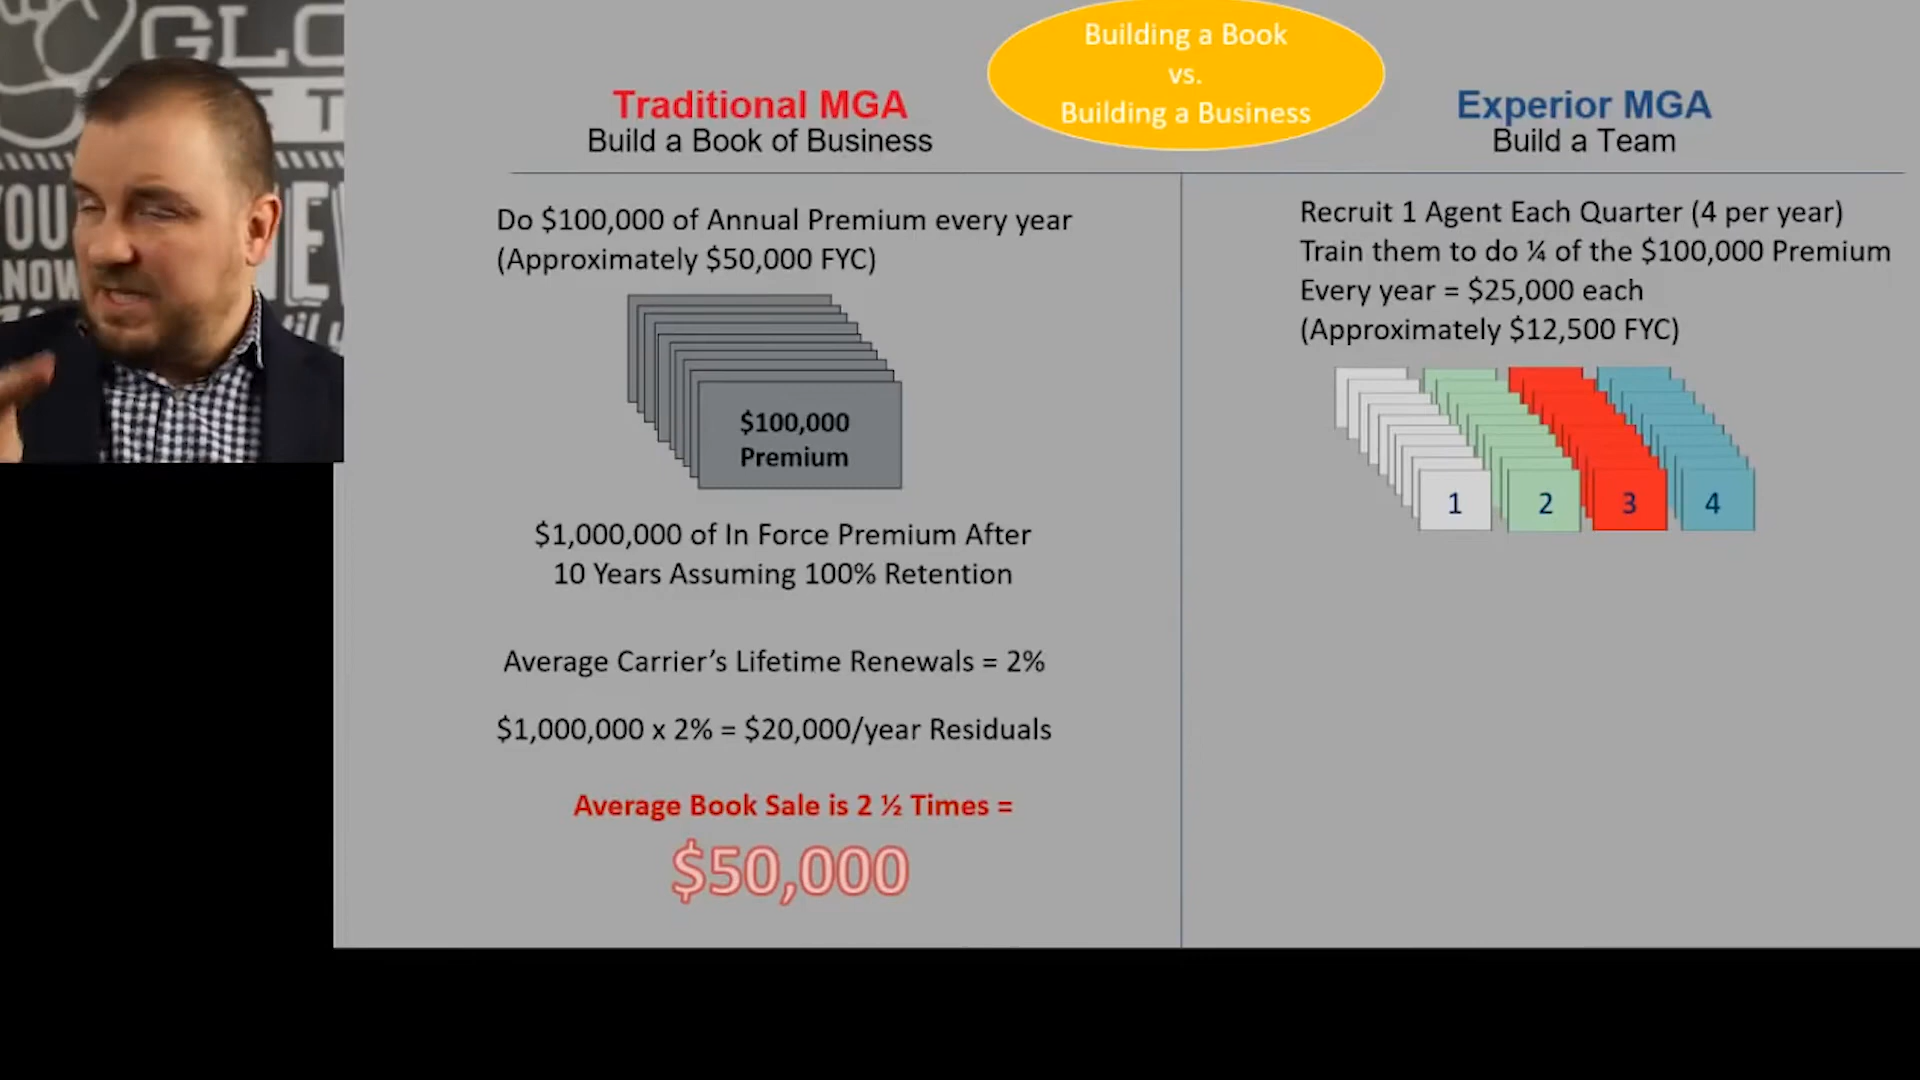 GLO
E T
YOU
KNOW
NE
til y
Building a Book
vs.
Building a Business
Traditional MGA
Build a Book of Business
Do $100,000 of Annual Premium every year
(Approximately $50,000 FYC)
$100,000
Premium
$1,000,000 of In Force Premium After
10 Years Assuming 100% Retention
Average Carrier’s Lifetime Renewals = 2%
$1,000,000 x 2% = $20,000/year Residuals
Average Book Sale is 2 ½ Times =
$50,000
Experior MGA
Build a Team
Recruit 1 Agent Each Quarter (4 per year)
Train them to do ¼ of the $100,000 Premium
Every year = $25,000 each
(Approximately $12,500 FYC)
1 2 3 4